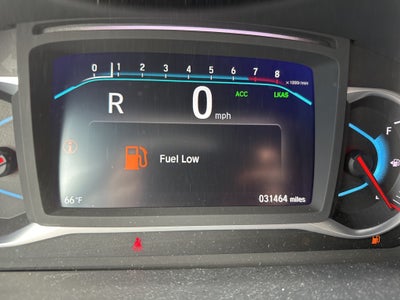 0 1 2 3 4 5 6 7 8
x1000r/min
ACC LKAS
R 0 mph
F
Fuel Low
66°F
031464 miles